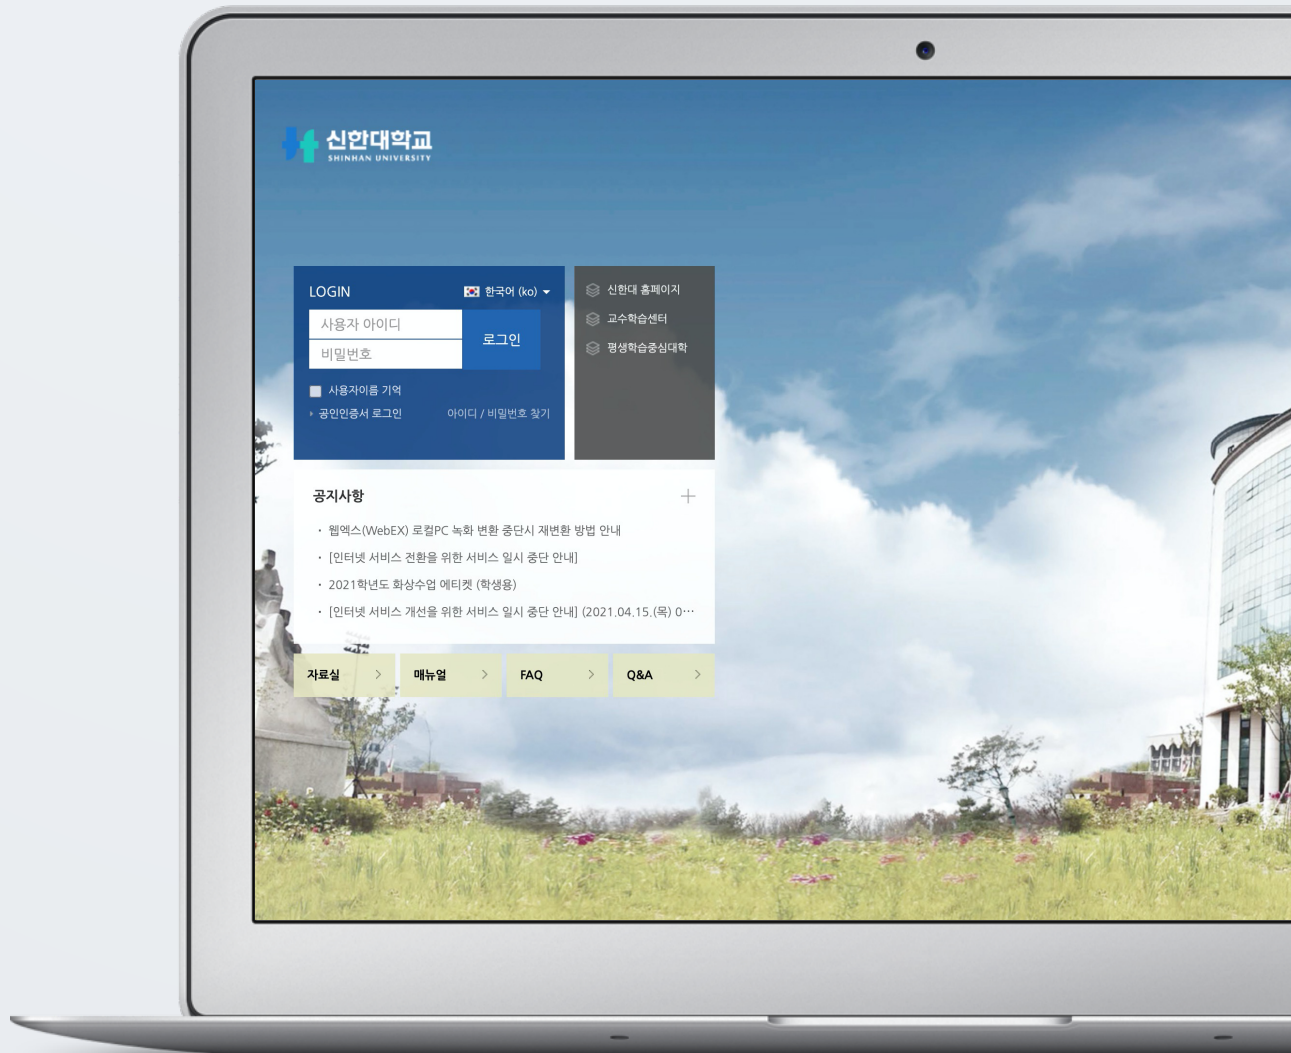 신한대학교
SHINHAN UNIVERSITY
LOGIN
한국어 (ko)
사용자 아이디
비밀번호
로그인
사용자이름 기억
공인인증서 로그인
아이디 / 비밀번호 찾기
신한대 홈페이지
교수학습센터
평생학습중심대학
공지사항
· 웹엑스(WebEX) 로컬PC 녹화 변환 중단시 재변환 방법 안내
· [인터넷 서비스 전환을 위한 서비스 일시 중단 안내]
· 2021학년도 화상수업 에티켓 (학생용)
· [인터넷 서비스 개선을 위한 서비스 일시 중단 안내] (2021.04.15.(목) 0…
자료실
매뉴얼
FAQ
Q&A